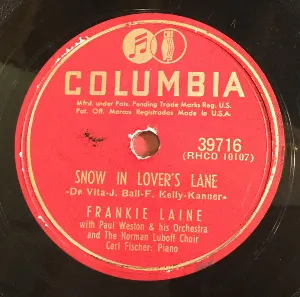 COLUMBIA
Mfrd. under Pats. Pending Trade Marks Reg. U.S.
Pat. Off. Marcas Registradas Made in U.S.A.
39716
(RHCO 10107)
SNOW IN LOVER'S LANE
-De Vita-J. Ball-F. Kelly-Kanner-
FRANKIE LAINE
with Paul Weston & his Orchestra
and The Norman Luboff Choir
Carl Fischer: Piano